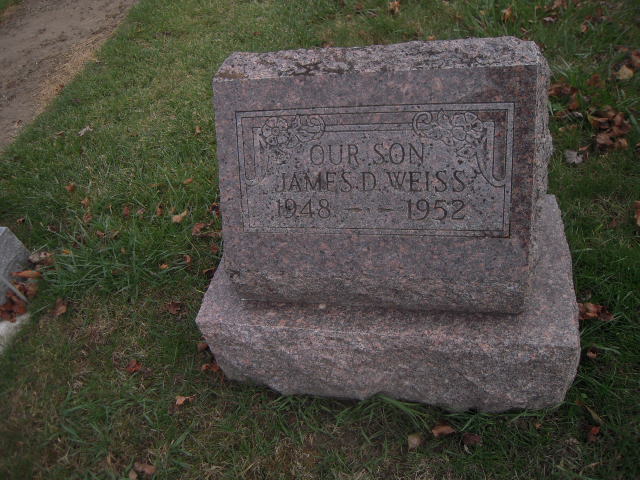 OUR SON
JAMES D. WEISS
1948 - - 1952